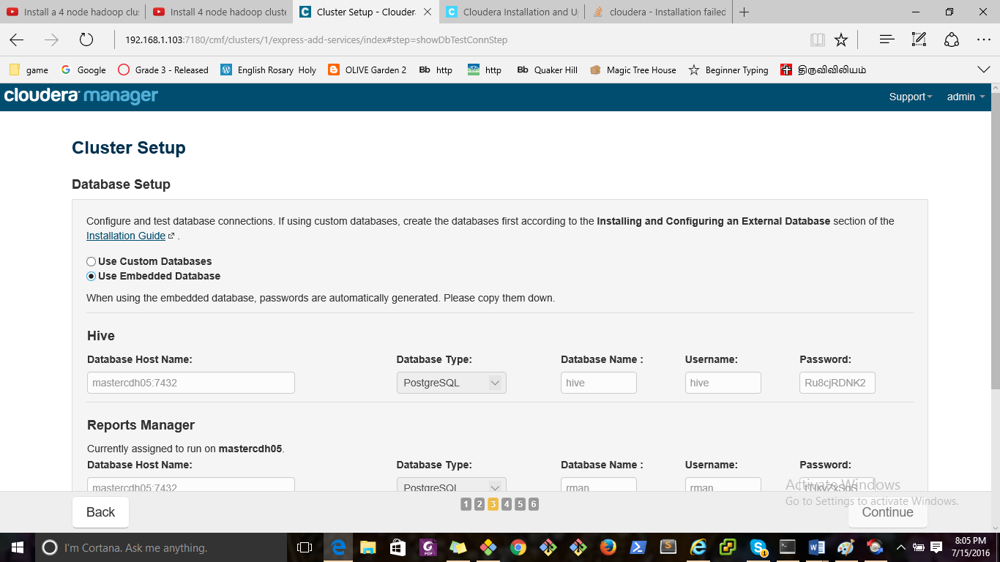 Install a 4 node hadoop clus
Install 4 node hadoop cluste
Cluster Setup - Clouder
Cloudera Installation and U
cloudera - Installation failed
192.168.1.103:7180/cmf/clusters/1/express-add-services/index#step=showDbTestConnStep
game
Google
Grade 3 - Released
English Rosary Holy
OLIVE Garden 2
Bb http
http
Bb Quaker Hill
Magic Tree House
Beginner Typing
திருவிவிலியம்
cloudera manager
Support
admin
Cluster Setup
Database Setup
Configure and test database connections. If using custom databases, create the databases first according to the Installing and Configuring an External Database section of the
Installation Guide .
Use Custom Databases
Use Embedded Database
When using the embedded database, passwords are automatically generated. Please copy them down.
Hive
Database Host Name: Database Type: Database Name : Username: Password:
mastercdh05:7432 PostgreSQL hive hive Ru8cjRDNK2
Reports Manager
Currently assigned to run on mastercdh05.
Database Host Name: Database Type: Database Name : Username: Password:
mastercdh05:7432 PostgreSQL rman rman
Activate Windows
Go to Settings to activate Windows.
Back
1 2 3 4 5 6
Continue
I'm Cortana. Ask me anything.
8:05 PM
7/15/2016